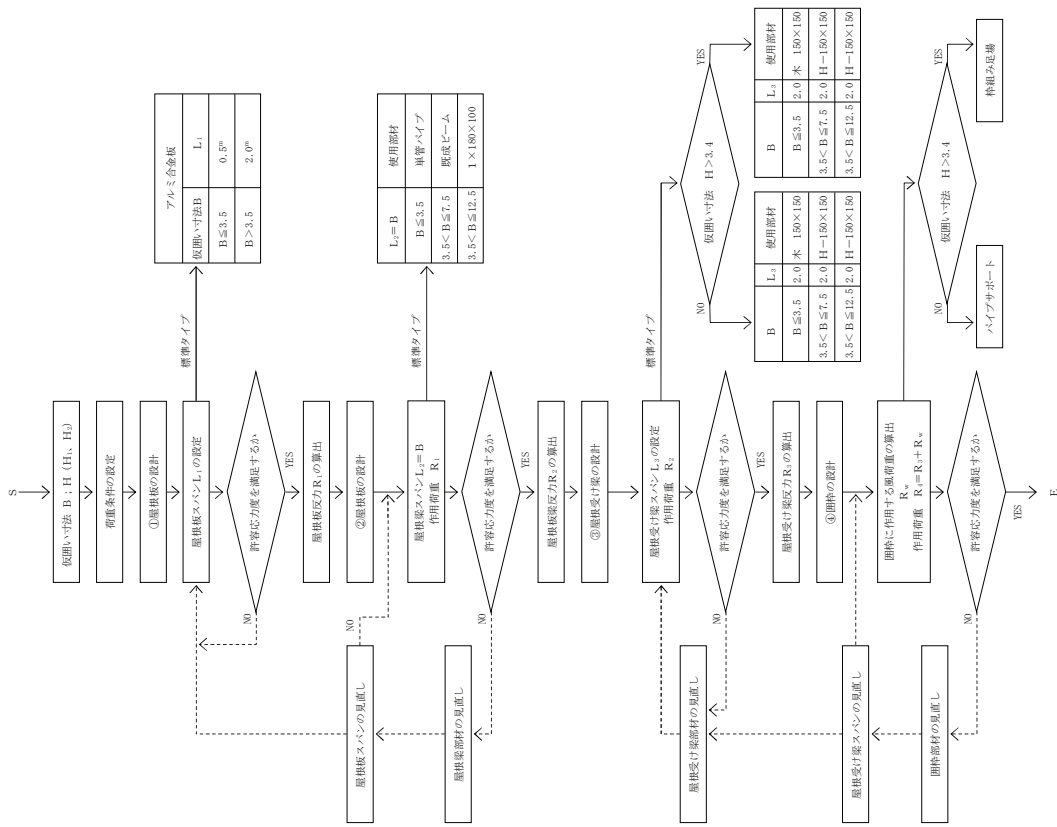 S
仮囲い寸法 B ; H (H₁、H₂)
荷重条件の設定
①屋根板の設計
屋根板スパンL₁の設定
標準タイプ
アルミ合金板
仮囲い寸法B L₁
B≦3.5 0.5ᵐ
B>3.5 2.0ᵐ
許容応力度を満足するか
NO
YES
屋根板反力R₁の算出
②屋根板の設計
NO
屋根板スパンの見直し
屋根梁スパンL₂=B
作用荷重 R₁
標準タイプ
L₂=B 使用部材
B≦3.5 単管パイプ
3.5<B≦7.5 既成ビーム
3.5<B≦12.5 1×180×100
屋根梁部材の見直し
許容応力度を満足するか
NO
YES
屋根板梁反力R₂の算出
③屋根受け梁の設計
屋根受け梁スパンL₃の設定
作用荷重 R₂
標準タイプ
仮囲い寸法 H>3.4
NO
YES
B L₃ 使用部材
B≦3.5 2.0 木 150×150
3.5<B≦7.5 2.0 H-150×150
3.5<B≦12.5 2.0 H-150×150
B L₃ 使用部材
B≦3.5 2.0 木 150×150
3.5<B≦7.5 2.0 H-150×150
3.5<B≦12.5 2.0 H-150×150
屋根受け梁部材の見直し
許容応力度を満足するか
NO
YES
屋根受け梁反力R₃の算出
④囲枠の設計
屋根受け梁スパンの見直し
囲枠に作用する風荷重の算出
Rw
作用荷重 R₄=R₃+Rw
仮囲い寸法 H>3.4
NO
YES
パイプサポート
枠組み足場
囲枠部材の見直し
許容応力度を満足するか
NO
YES
E